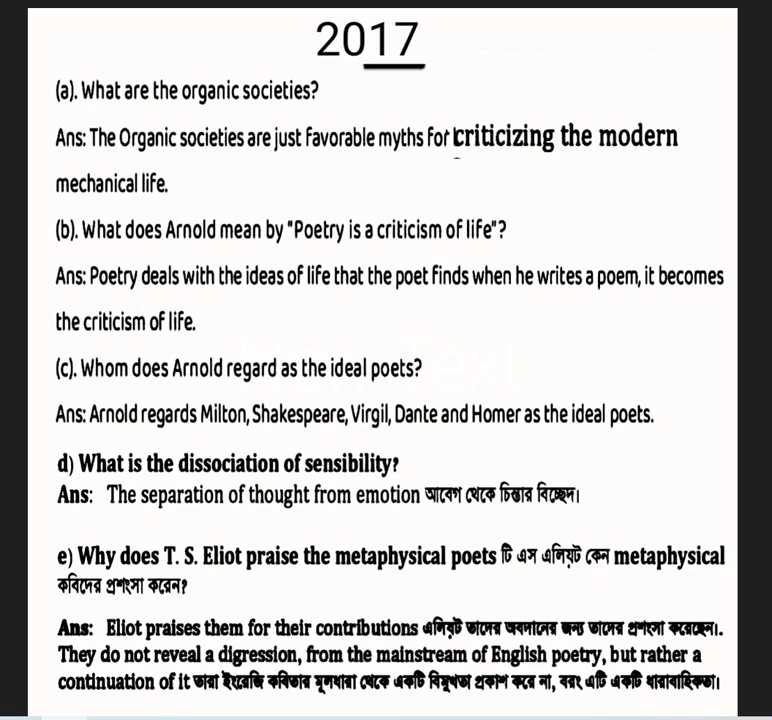 2017
(a). What are the organic societies?
Ans: The Organic societies are just favorable myths for criticizing the modern
mechanical life.
(b). What does Arnold mean by "Poetry is a criticism of life"?
Ans: Poetry deals with the ideas of life that the poet finds when he writes a poem, it becomes
the criticism of life.
(c). Whom does Arnold regard as the ideal poets?
Ans: Arnold regards Milton, Shakespeare, Virgil, Dante and Homer as the ideal poets.
d) What is the dissociation of sensibility?
Ans: The separation of thought from emotion আবেগ থেকে চিন্তার বিচ্ছেদ।
e) Why does T. S. Eliot praise the metaphysical poets টি এস এলিয়ট কেন metaphysical
কবিদের প্রশংসা করেন?
Ans: Eliot praises them for their contributions এলিয়ট তাদের অবদানের জন্য তাদের প্রশংসা করেছেন।.
They do not reveal a digression, from the mainstream of English poetry, but rather a
continuation of it তারা ইংরেজি কবিতার মূলধারা থেকে একটি বিমুখতা প্রকাশ করে না, বরং এটি একটি ধারাবাহিকতা।